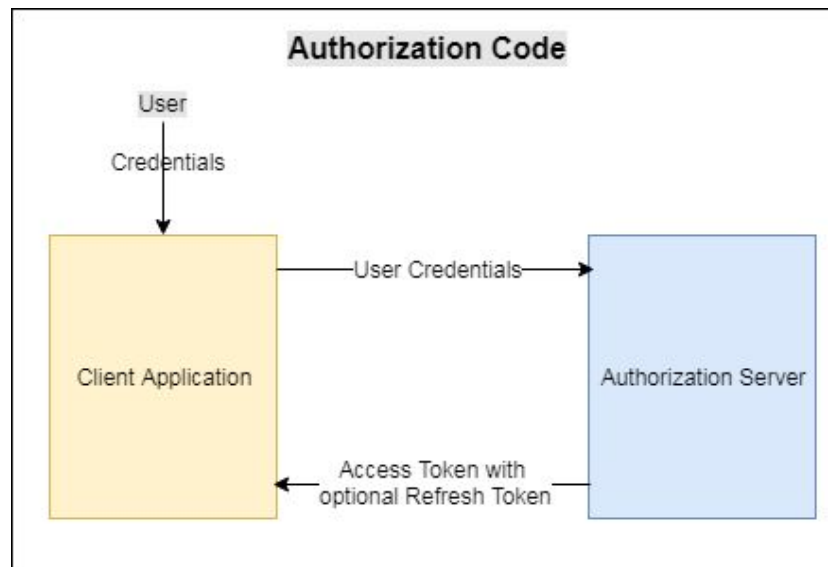 Authorization Code
User
Credentials
User Credentials
Client Application
Authorization Server
Access Token with
optional Refresh Token